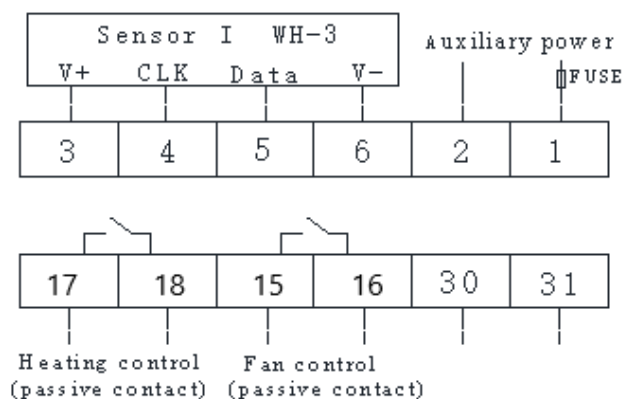 Sensor I WH-3
Auxiliary power
V+ CLK Data V-
FUSE
3 4 5 6 2 1
17 18 15 16 30 31
Heating control Fan control
(passive contact) (passive contact)